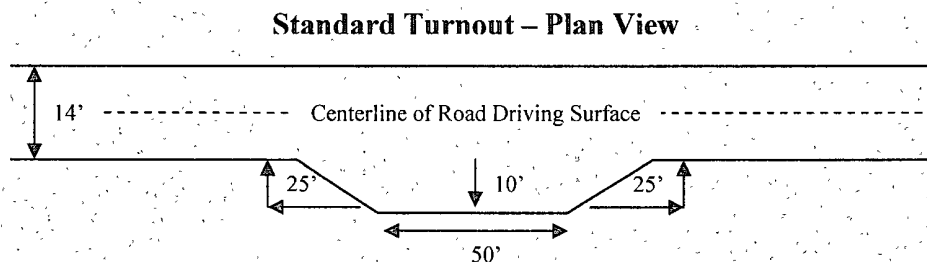 Standard Turnout – Plan View
14’
Centerline of Road Driving Surface
25’
10’
25’
50’